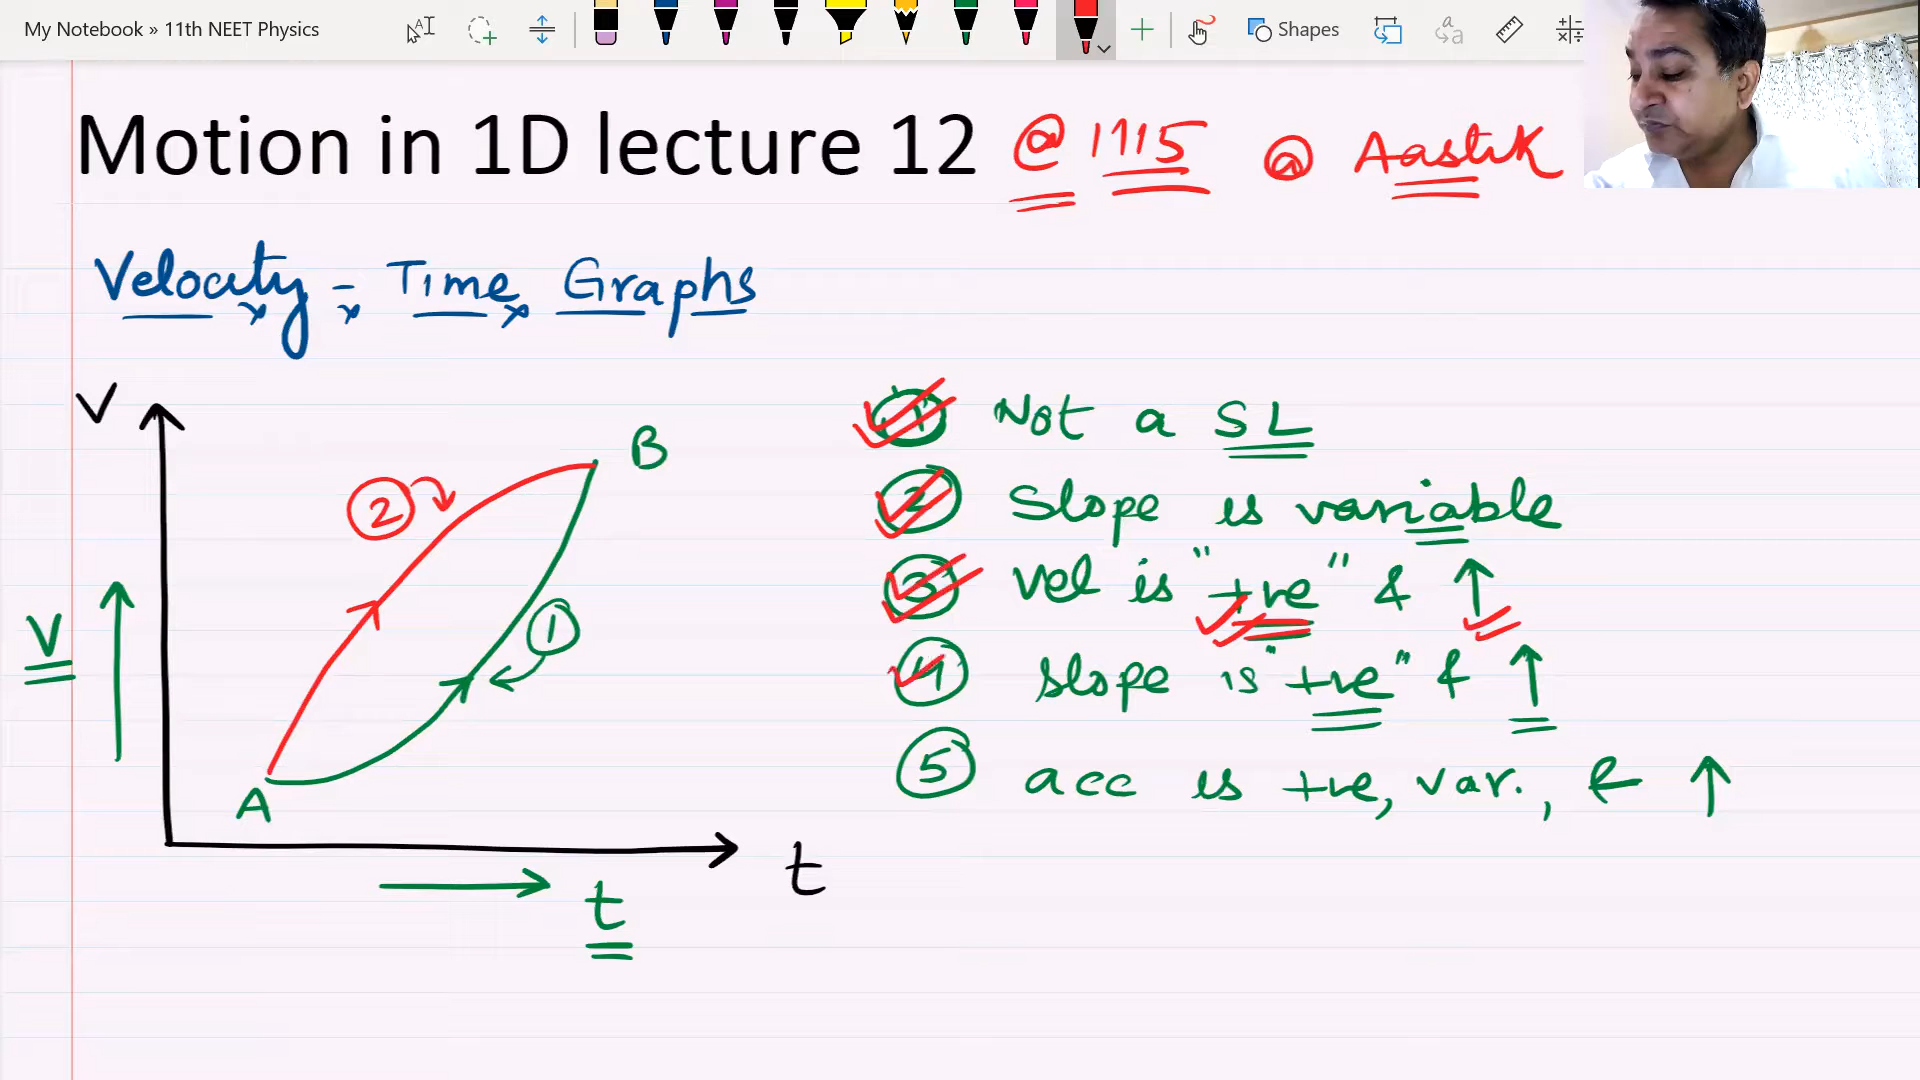 My Notebook » 11th NEET Physics
Shapes
Motion in 1D lecture 12 @ 1115 @ Aastik
Velocity - Time Graphs
V
B
2
1
V
A
t
t
1 Not a SL
2 Slope is variable
3 Vel is "+ve" & ↑
4 Slope is "+ve" & ↑
5 acc is +ve, var., & ↑